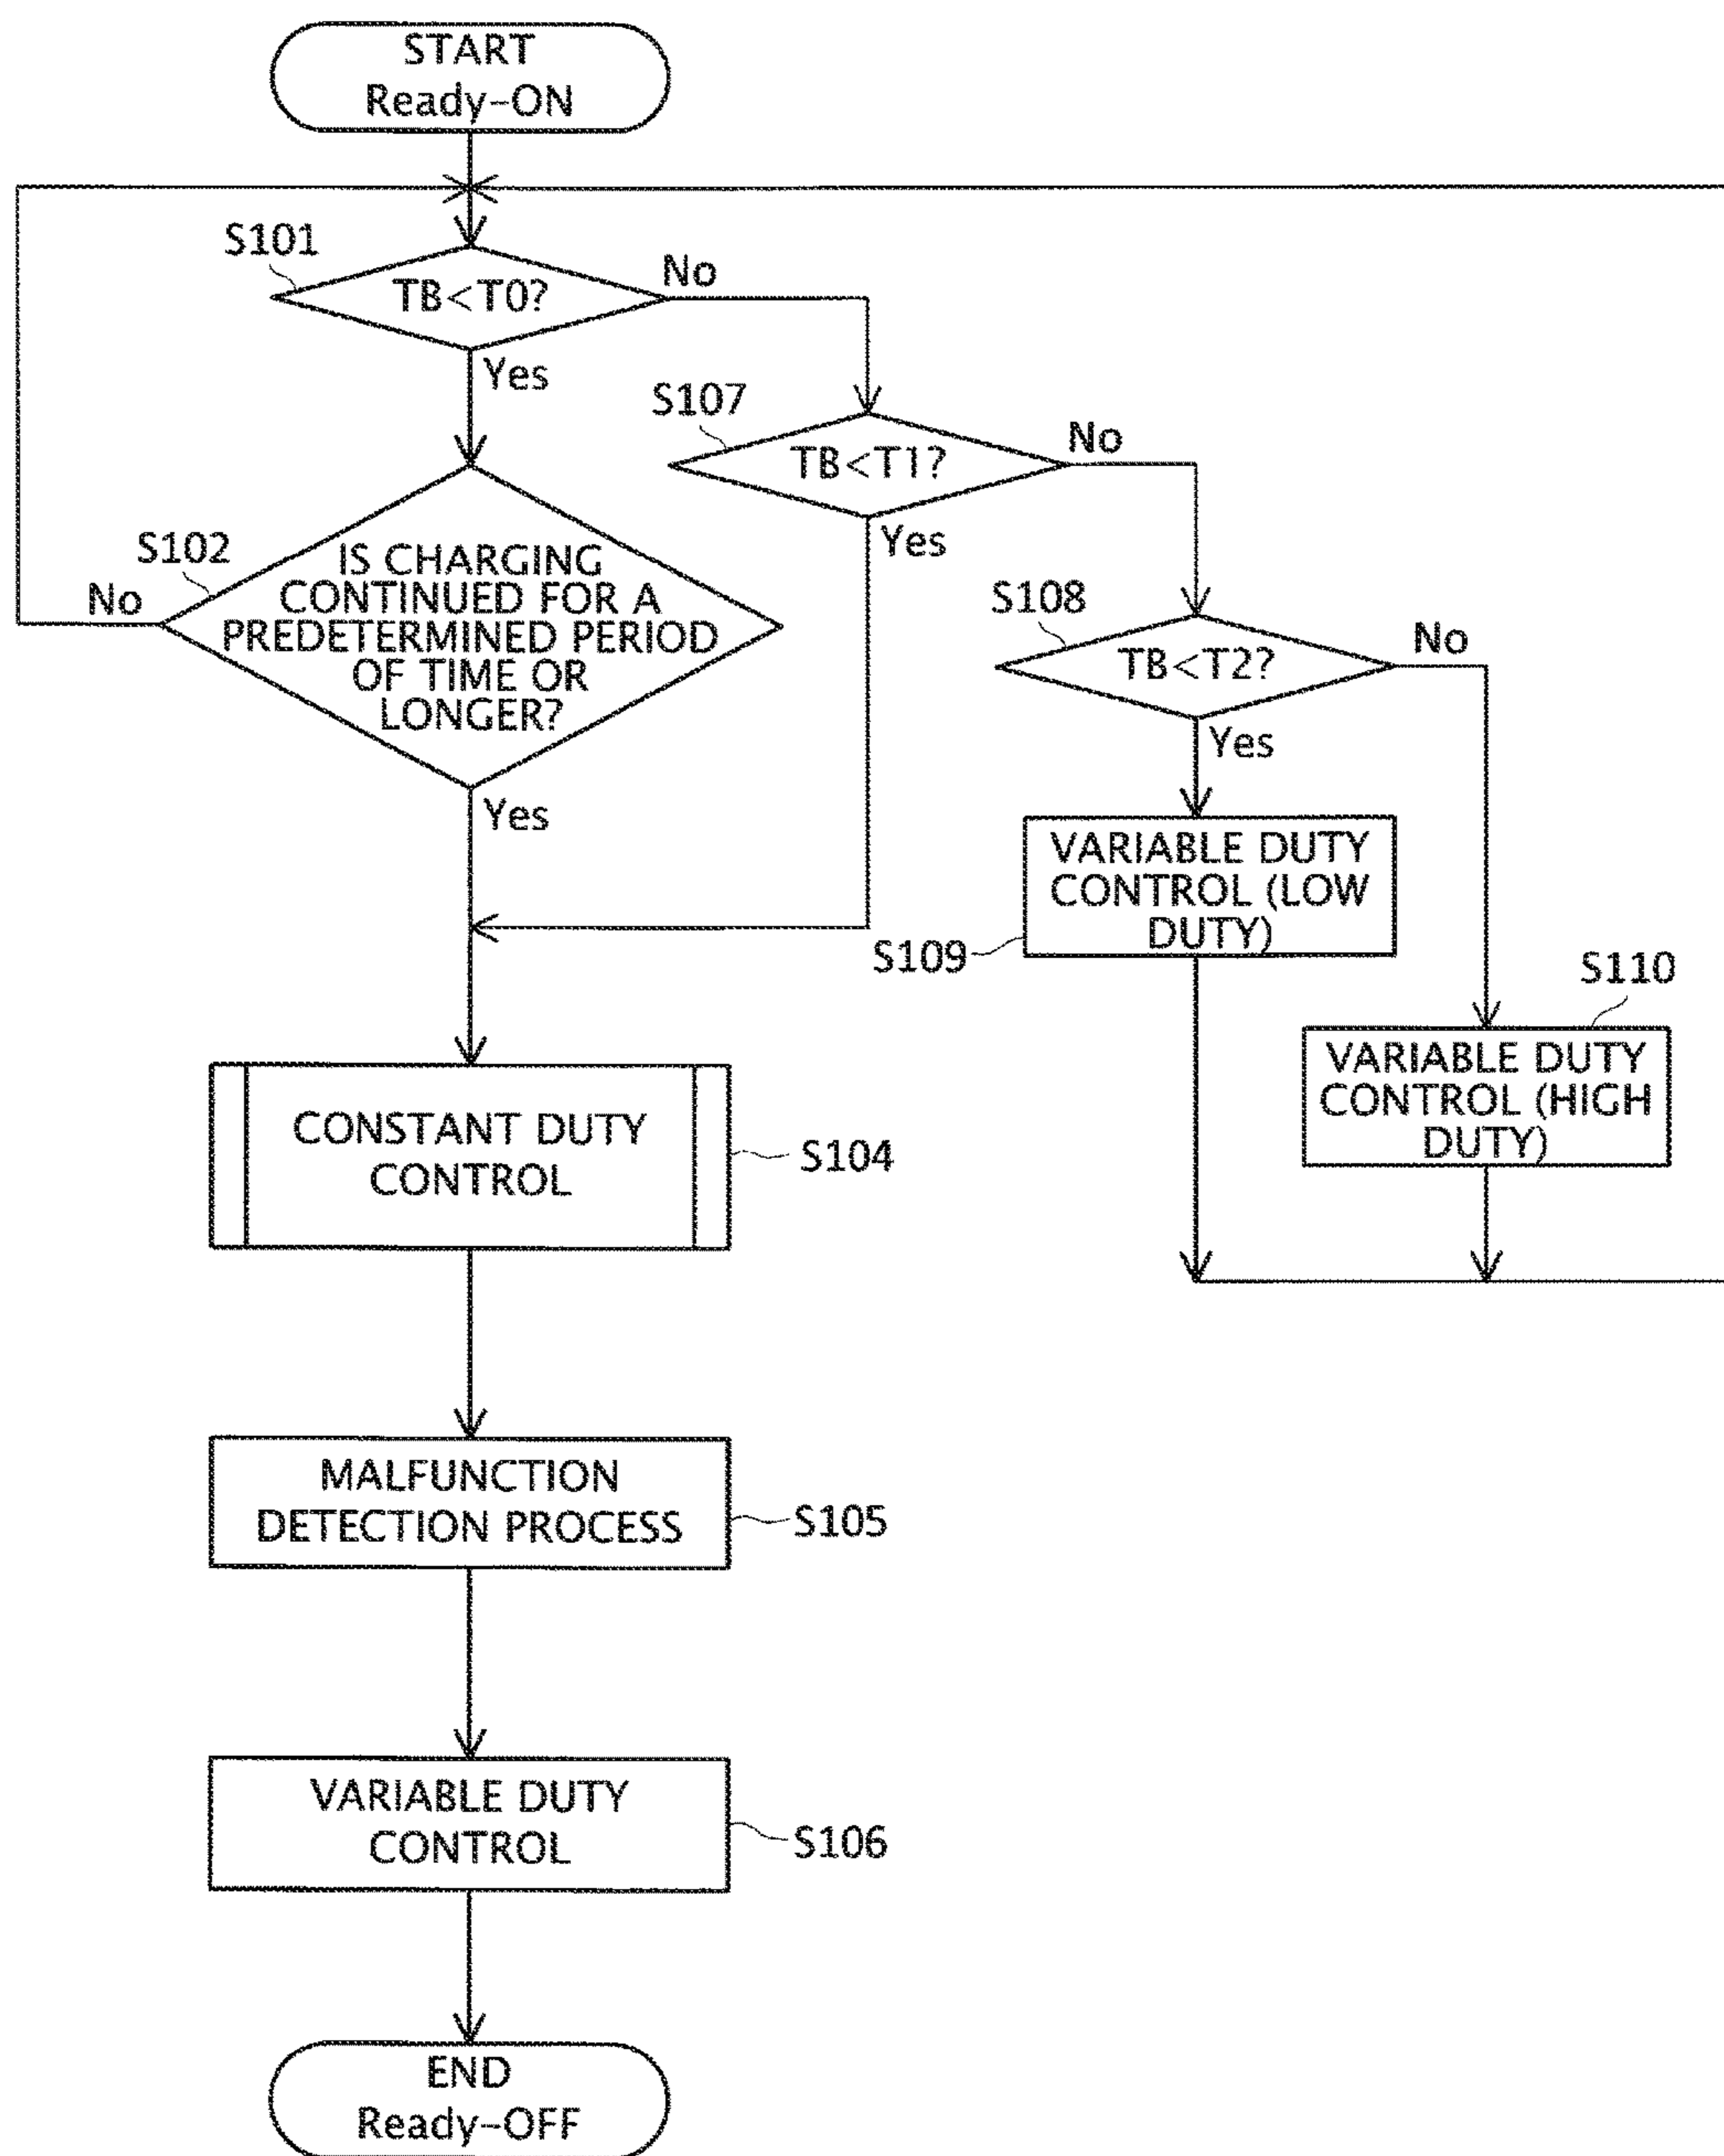 START
Ready-ON
S101
TB<T0?
No
Yes
S107
TB<T1?
No
Yes
S102
No
IS CHARGING
CONTINUED FOR A
PREDETERMINED PERIOD
OF TIME OR
LONGER?
Yes
S108
TB<T2?
No
Yes
VARIABLE DUTY
CONTROL (LOW
DUTY)
S109
S110
VARIABLE DUTY
CONTROL (HIGH
DUTY)
CONSTANT DUTY
CONTROL
S104
MALFUNCTION
DETECTION PROCESS
S105
VARIABLE DUTY
CONTROL
S106
END
Ready-OFF